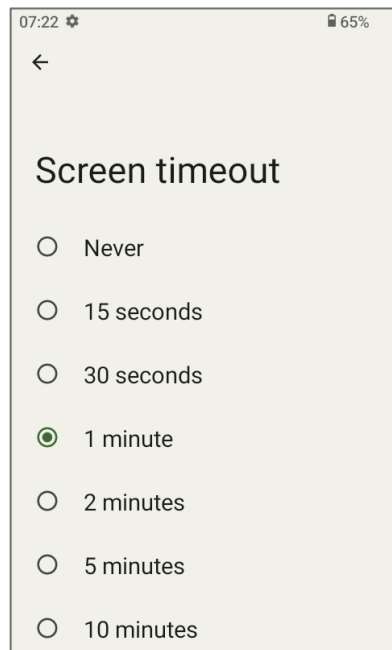 07:22 65%
Screen timeout
Never
15 seconds
30 seconds
1 minute
2 minutes
5 minutes
10 minutes